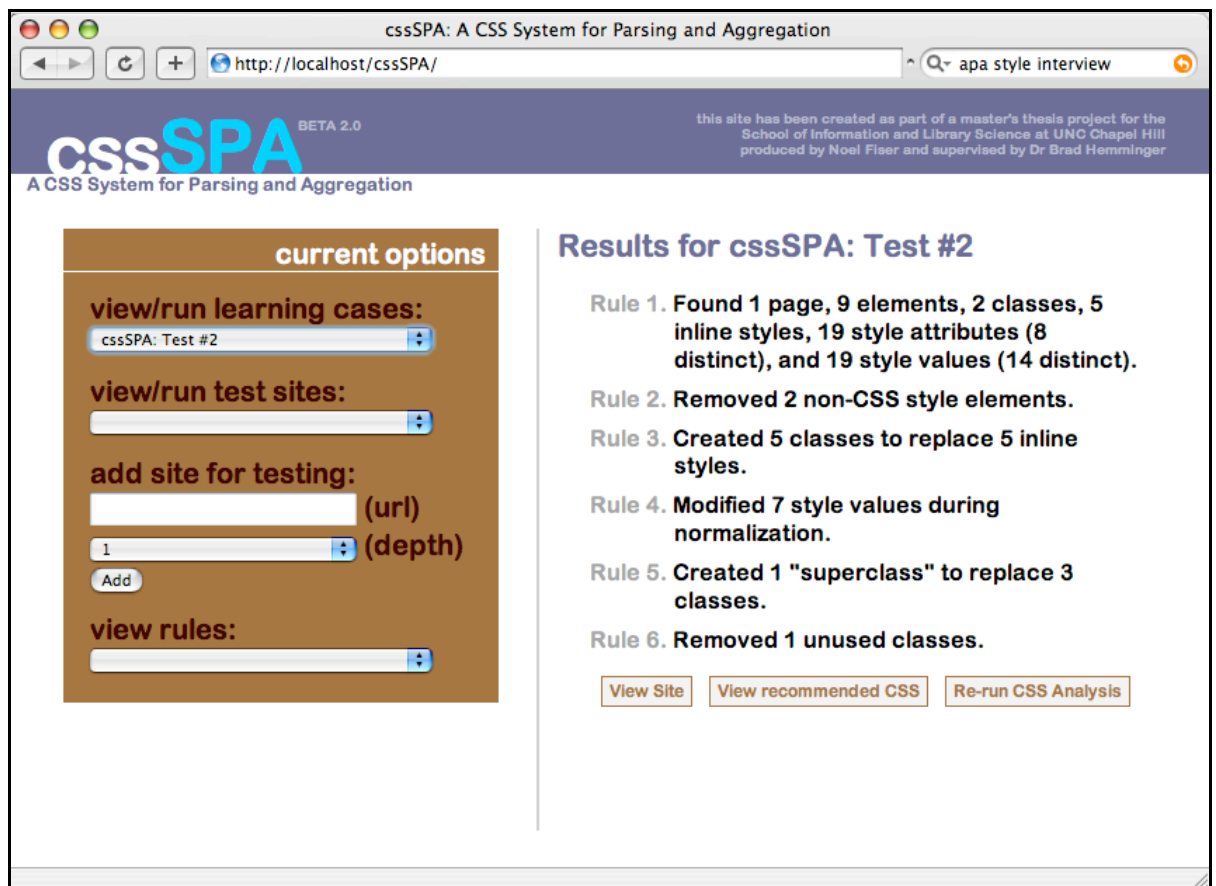 cssSPA: A CSS System for Parsing and Aggregation
http://localhost/cssSPA/
apa style interview
cssSPA BETA 2.0
A CSS System for Parsing and Aggregation
this site has been created as part of a master's thesis project for the
School of Information and Library Science at UNC Chapel Hill
produced by Noel Fiser and supervised by Dr Brad Hemminger
current options
view/run learning cases:
cssSPA: Test #2
view/run test sites:
add site for testing:
(url)
1 (depth)
Add
view rules:
Results for cssSPA: Test #2
Rule 1. Found 1 page, 9 elements, 2 classes, 5
inline styles, 19 style attributes (8
distinct), and 19 style values (14 distinct).
Rule 2. Removed 2 non-CSS style elements.
Rule 3. Created 5 classes to replace 5 inline
styles.
Rule 4. Modified 7 style values during
normalization.
Rule 5. Created 1 "superclass" to replace 3
classes.
Rule 6. Removed 1 unused classes.
View Site View recommended CSS Re-run CSS Analysis